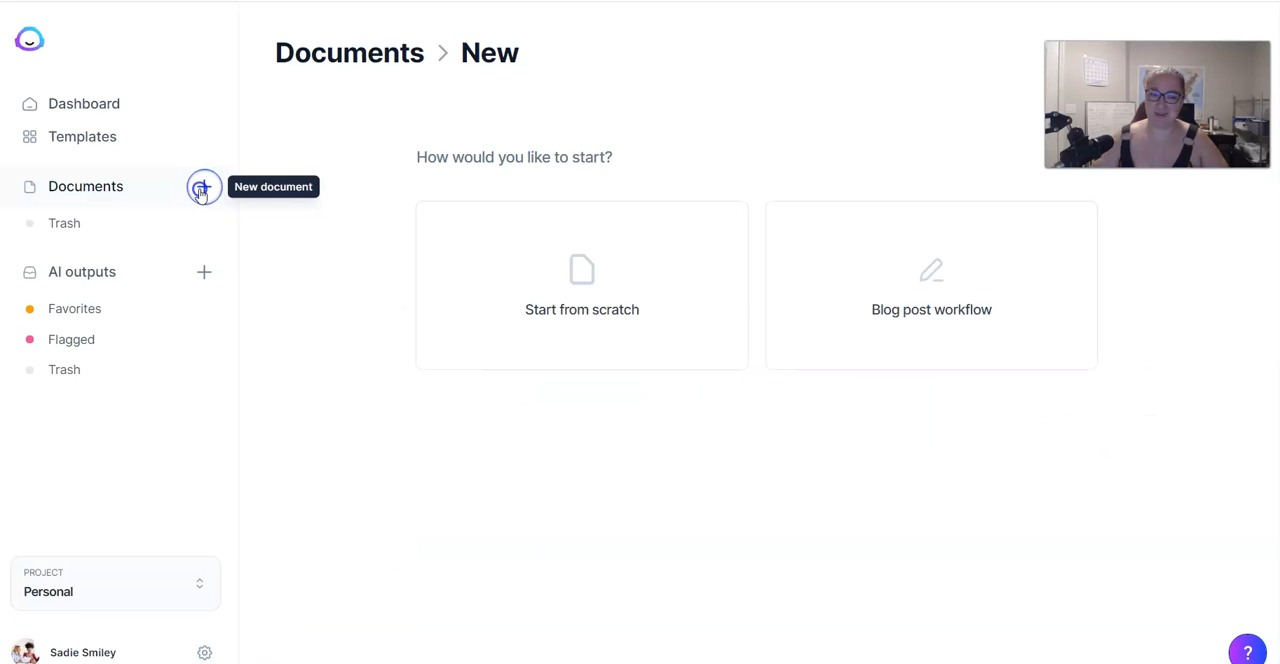 Documents > New
Dashboard
Templates
Documents
New document
Trash
AI outputs
Favorites
Flagged
Trash
How would you like to start?
Start from scratch
Blog post workflow
PROJECT
Personal
Sadie Smiley
?